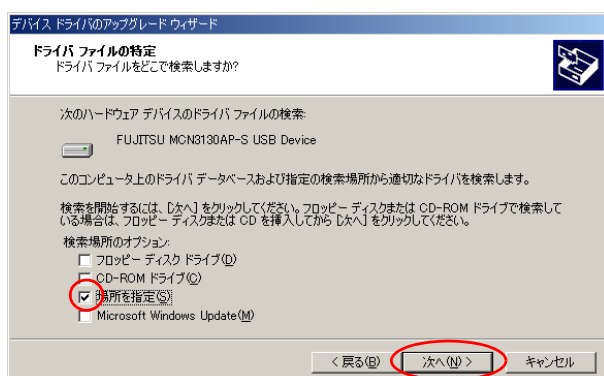 デバイス ドライバのアップグレード ウィザード
ドライバ ファイルの特定
ドライバ ファイルをどこで検索しますか?
次のハードウェア デバイスのドライバ ファイルの検索:
FUJITSU MCN3130AP-S USB Device
このコンピュータ上のドライバ データベースおよび指定の検索場所から適切なドライバを検索します。
検索を開始するには、[次へ] をクリックしてください。フロッピー ディスクまたは CD-ROM ドライブで検索して
いる場合は、フロッピー ディスクまたは CD を挿入してから [次へ] をクリックしてください。
検索場所のオプション:
フロッピー ディスク ドライブ(D)
CD-ROM ドライブ(C)
場所を指定(S)
Microsoft Windows Update(M)
< 戻る(B) 次へ(N) > キャンセル